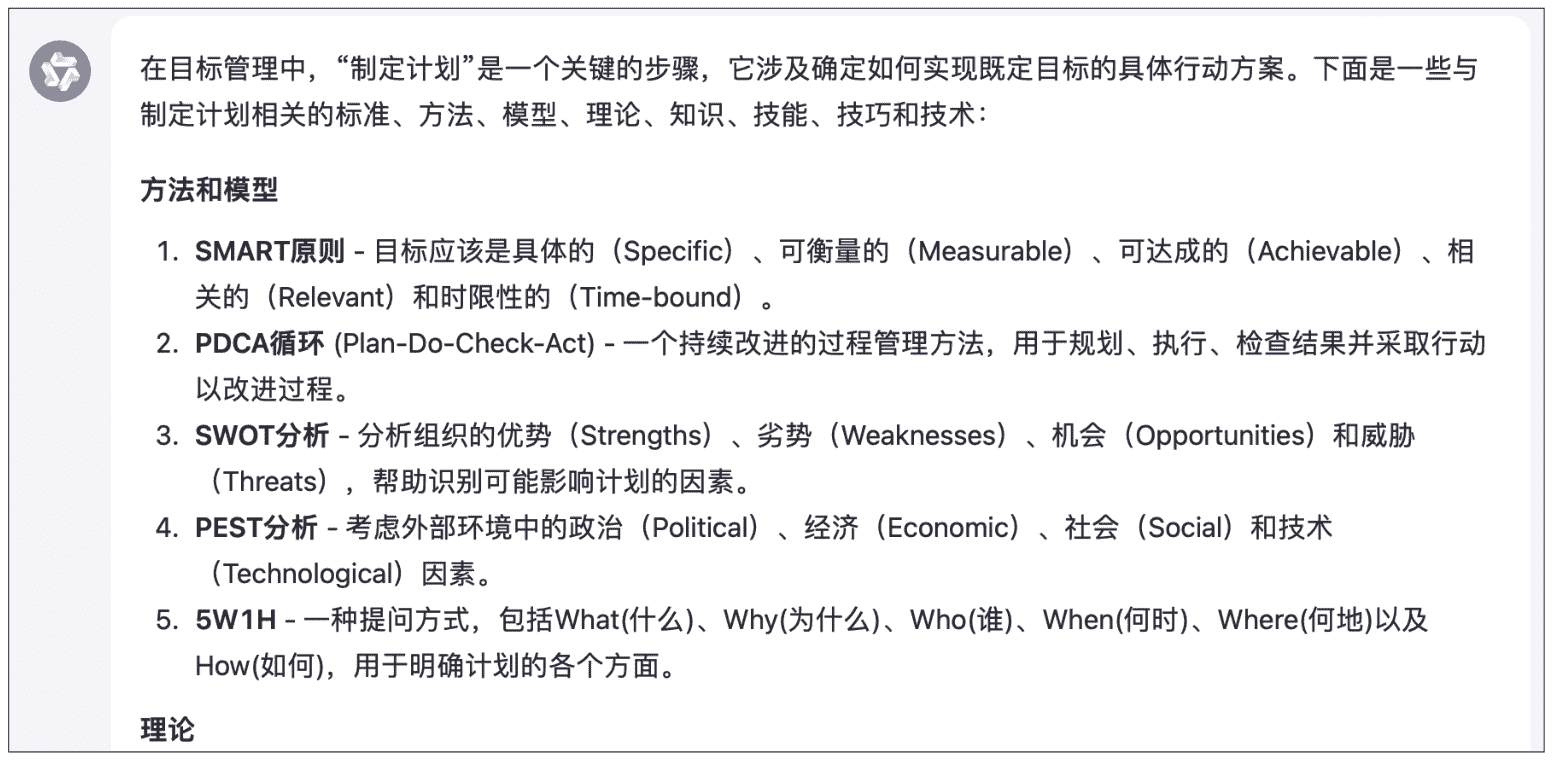 在目标管理中，“制定计划”是一个关键的步骤，它涉及确定如何实现既定目标的具体行动方案。下面是一些与
制定计划相关的标准、方法、模型、理论、知识、技能、技巧和技术：
方法和模型
1. SMART原则 - 目标应该是具体的（Specific）、可衡量的（Measurable）、可达成的（Achievable）、相
关的（Relevant）和时限性的（Time-bound）。
2. PDCA循环 (Plan-Do-Check-Act) - 一个持续改进的过程管理方法，用于规划、执行、检查结果并采取行动
以改进过程。
3. SWOT分析 - 分析组织的优势（Strengths）、劣势（Weaknesses）、机会（Opportunities）和威胁
（Threats），帮助识别可能影响计划的因素。
4. PEST分析 - 考虑外部环境中的政治（Political）、经济（Economic）、社会（Social）和技术
（Technological）因素。
5. 5W1H - 一种提问方式，包括What(什么)、Why(为什么)、Who(谁)、When(何时)、Where(何地)以及
How(如何)，用于明确计划的各个方面。
理论